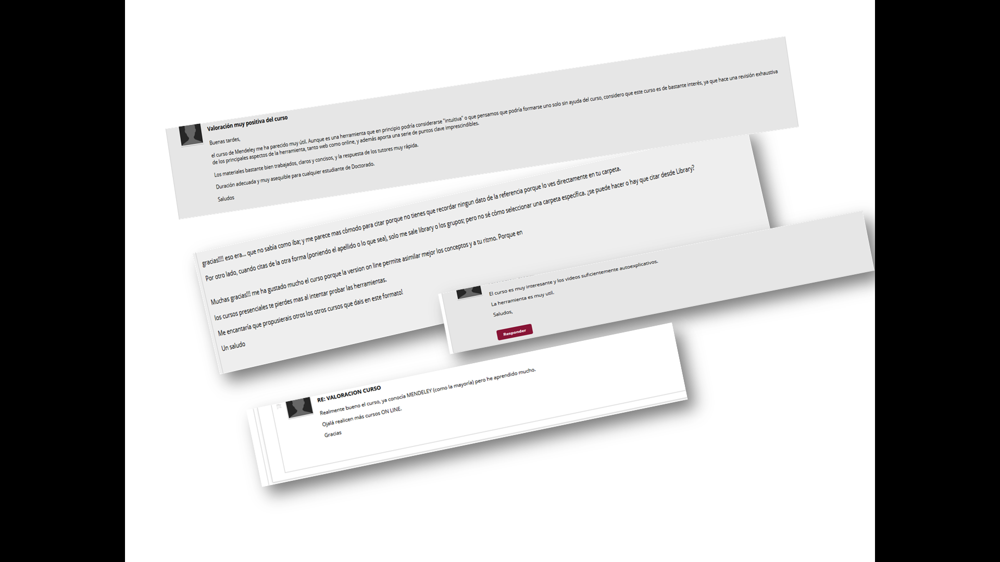 Valoración muy positiva del curso
Buenas tardes,
el curso de Mendeley me ha parecido muy útil. Aunque es una herramienta que en principio podría considerarse "intuitiva" o que pensamos que podría formarse uno solo sin ayuda del curso, considero que este curso es de bastante interés, ya que hace una revisión exhaustiva
de los principales aspectos de la herramienta, tanto web como online, y además aporta una serie de puntos clave imprescindibles.
Los materiales bastante bien trabajados, claros y concisos, y la respuesta de los tutores muy rápida.
Duración adecuada y muy asequible para cualquier estudiante de Doctorado.
Saludos
gracias!!!! eso era... que no sabía como iba; y me parece mas cómodo para citar porque no tienes que recordar ningun dato de la referencia porque lo ves directamente en tu carpeta.
Por otro lado, cuando citas de la otra forma (poniendo el apellido o lo que sea), solo me sale library o los grupos; pero no sé cómo seleccionar una carpeta específica. ¿se puede hacer o hay que citar desde Library?
Muchas gracias!!! me ha gustado mucho el curso porque la version on line permite asimilar mejor los conceptos y a tu ritmo. Porque en
los cursos presenciales te pierdes mas al intentar probar las herramientas.
Me encantaría que propusierais otros los otros cursos que dais en este formato!
Un saludo
El curso es muy interesante y los videos suficientemente autoexplicativos.
La herramienta es muy util.
Saludos,
Responder
RE: VALORACION CURSO
Realmente bueno el curso, ya conocía MENDELEY (como la mayoría) pero he aprendido mucho.
Ojalá realicen más cursos ON LINE.
Gracias